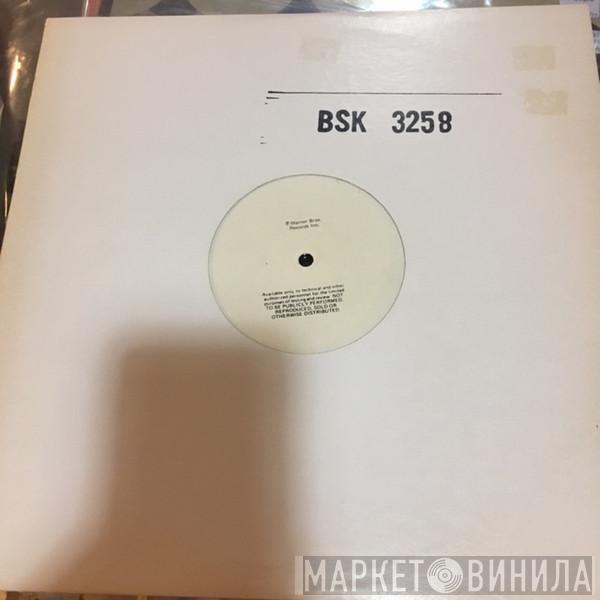 BSK 3258
℗ Warner Bros.
Records Inc.
Available only to technical and other
authorized personnel for the limited
purposes of testing and review. NOT
TO BE PUBLICLY PERFORMED,
REPRODUCED, SOLD OR
OTHERWISE DISTRIBUTED
МАРКЕТ ВИНИЛА